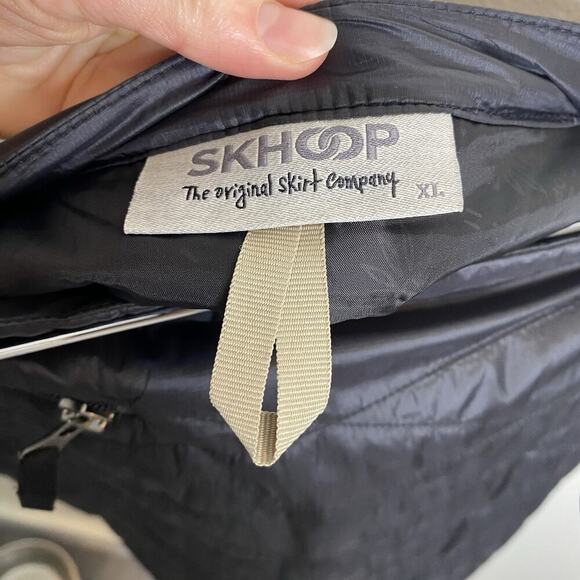 SKHOOP
The original Skirt Company
XL